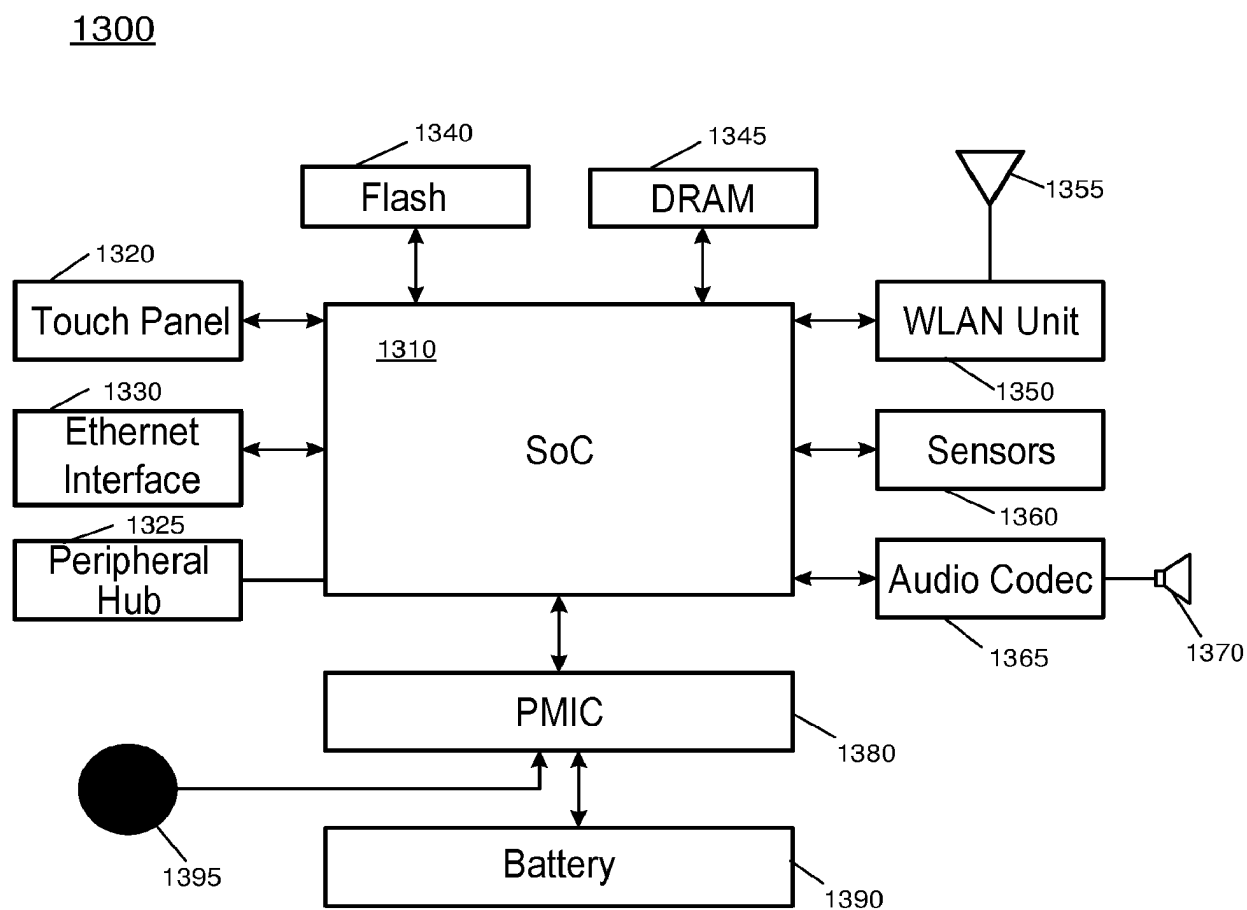 1300
1340
1345
Flash
DRAM
1355
1320
Touch Panel
1310
WLAN Unit
1330
1350
Ethernet
Interface
SoC
Sensors
1325
1360
Peripheral
Hub
Audio Codec
1365
1370
PMIC
1380
1395
Battery
1390